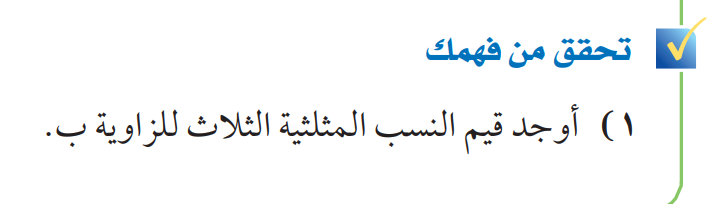 تحقق من فهمك
١) أوجد قيم النسب المثلثية الثلاث للزاوية ب.